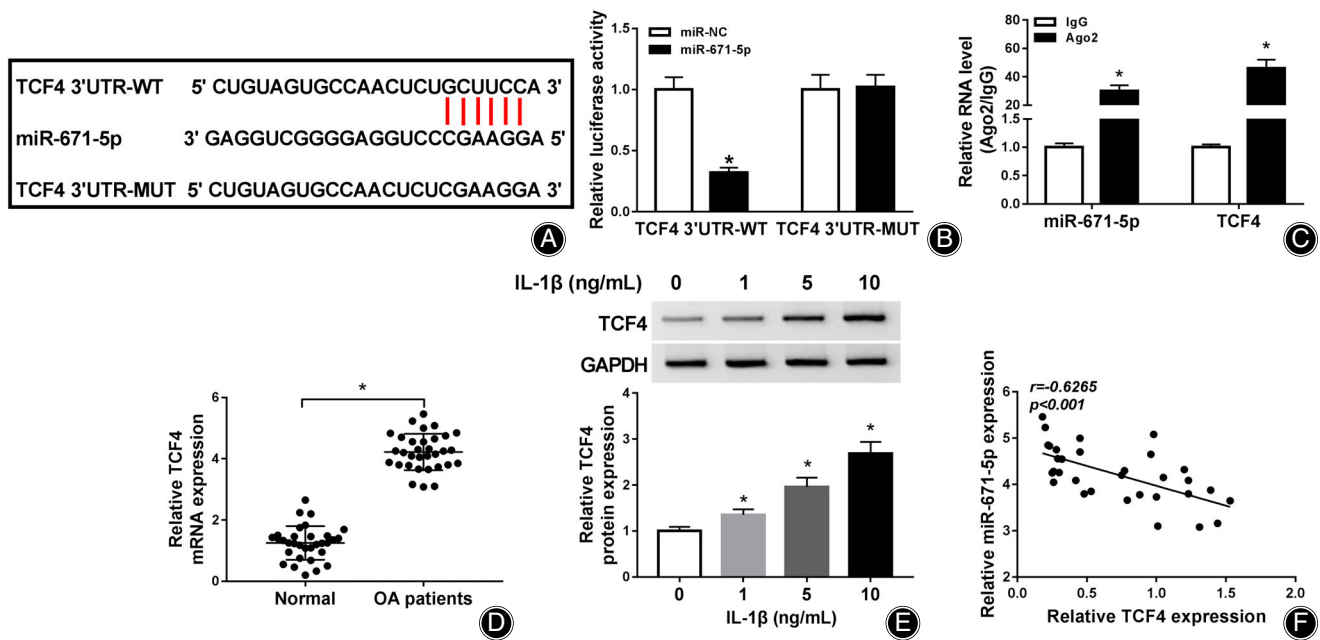 TCF4 3'UTR-WT 5' CUGUAGUGCCAACUCUGCUUCCA 3'
miR-671-5p 3' GAGGUCGGGGAGGUCCCGAAGGA 5'
TCF4 3'UTR-MUT 5' CUGUAGUGCCAACUCUCGAAGGA 3'
A
Relative luciferase activity
1.5
1.0
0.5
0.0
miR-NC
miR-671-5p
*
TCF4 3'UTR-WT TCF4 3'UTR-MUT
B
Relative RNA level
(Ago2/IgG)
80
60
40
20
1.5
1.0
0.5
0.0
IgG
Ago2
* *
miR-671-5p TCF4
C
Relative TCF4
mRNA expression
6
4
2
0
*
Normal OA patients
D
IL-1β (ng/mL) 0 1 5 10
TCF4
GAPDH
Relative TCF4
protein expression
4
3
2
1
0
* * *
0 1 5 10
IL-1β (ng/mL)
E
Relative miR-671-5p expression
6
5
4
3
2
r=-0.6265
p<0.001
0.0 0.5 1.0 1.5 2.0
Relative TCF4 expression
F